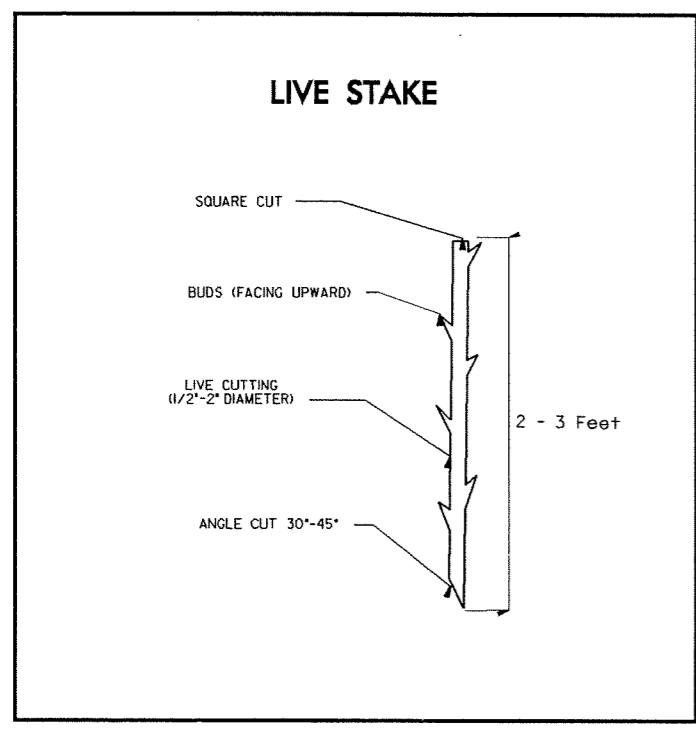 LIVE STAKE
SQUARE CUT
BUDS (FACING UPWARD)
LIVE CUTTING
(1/2"-2" DIAMETER)
2 - 3 Feet
ANGLE CUT 30°-45°